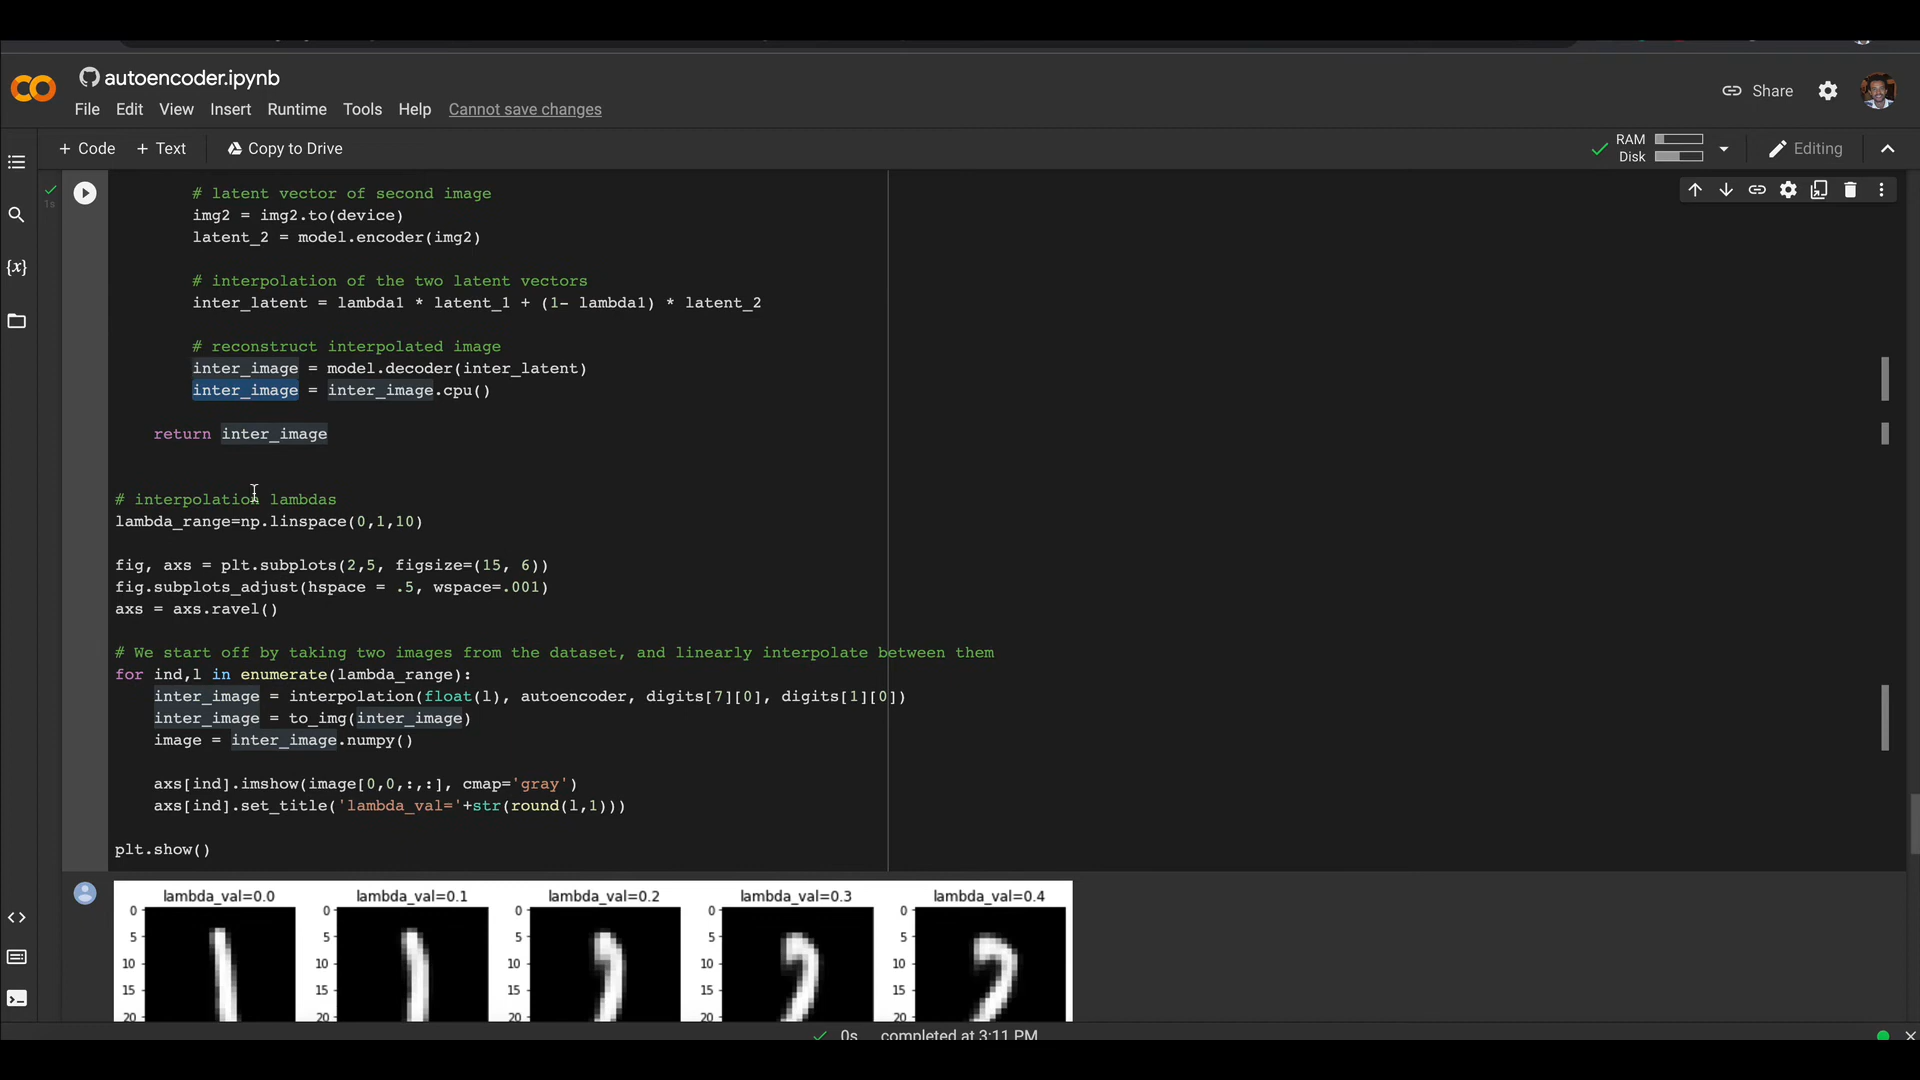 autoencoder.ipynb
File Edit View Insert Runtime Tools Help Cannot save changes
Share
+ Code + Text Copy to Drive
RAM
Disk
Editing
1s
{x}
# latent vector of second image
img2 = img2.to(device)
latent_2 = model.encoder(img2)
# interpolation of the two latent vectors
inter_latent = lambda1 * latent_1 + (1- lambda1) * latent_2
# reconstruct interpolated image
inter_image = model.decoder(inter_latent)
inter_image = inter_image.cpu()
return inter_image
# interpolation lambdas
lambda_range=np.linspace(0,1,10)
fig, axs = plt.subplots(2,5, figsize=(15, 6))
fig.subplots_adjust(hspace = .5, wspace=.001)
axs = axs.ravel()
# We start off by taking two images from the dataset, and linearly interpolate between them
for ind,l in enumerate(lambda_range):
inter_image = interpolation(float(l), autoencoder, digits[7][0], digits[1][0])
inter_image = to_img(inter_image)
image = inter_image.numpy()
axs[ind].imshow(image[0,0,:,:], cmap='gray')
axs[ind].set_title('lambda_val='+str(round(l,1)))
plt.show()
lambda_val=0.0 lambda_val=0.1 lambda_val=0.2 lambda_val=0.3 lambda_val=0.4
0 0 0 0 0
5 5 5 5 5
10 10 10 10 10
15 15 15 15 15
20 20 20 20 20
0s completed at 3:11 PM